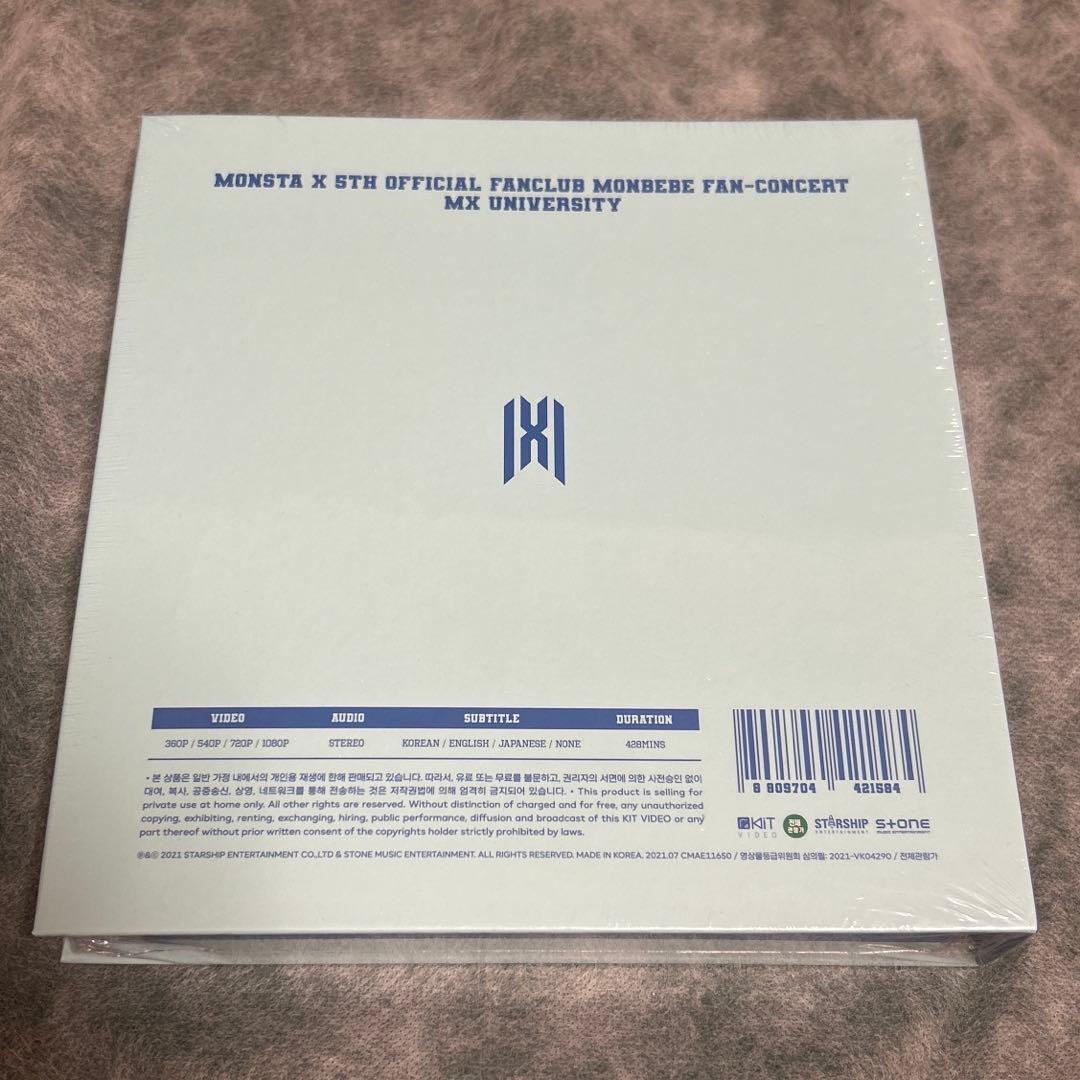 MONSTA X 5TH OFFICIAL FANCLUB MONBEBE FAN-CONCERT
MX UNIVERSITY
VIDEO AUDIO SUBTITLE DURATION
360P / 540P / 720P / 1080P STEREO KOREAN / ENGLISH / JAPANESE / NONE 428MINS
• 본 상품은 일반 가정 내에서의 개인용 재생에 한해 판매되고 있습니다. 따라서, 유료 또는 무료를 불문하고, 권리자의 서면에 의한 사전승인 없이
대여, 복사, 공중송신, 상영, 네트워크를 통해 전송하는 것은 저작권법에 의해 엄격히 금지되어 있습니다. • This product is selling for
private use at home only. All other rights are reserved. Without distinction of charged and for free, any unauthorized
copying, exhibiting, renting, exchanging, hiring, public performance, diffusion and broadcast of this KIT VIDEO or any
part thereof without prior written consent of the copyrights holder strictly prohibited by laws.
8 809704 421584
KIT VIDEO
전체관람가
STARSHIP ENTERTAINMENT
STONE MUSIC ENTERTAINMENT
℗&© 2021 STARSHIP ENTERTAINMENT CO.,LTD & STONE MUSIC ENTERTAINMENT. ALL RIGHTS RESERVED. MADE IN KOREA. 2021.07 CMAE11650 / 영상물등급위원회 심의필: 2021-VK04290 / 전체관람가